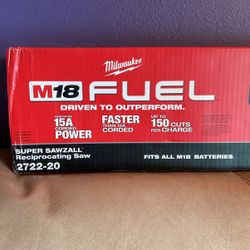 Milwaukee
M18 FUEL
DRIVEN TO OUTPERFORM.
15A
CORDED
POWER
FASTER
THAN 15A
CORDED
UP TO
150 CUTS
PER CHARGE
SUPER SAWZALL
Reciprocating Saw
2722-20
FITS ALL M18 BATTERIES